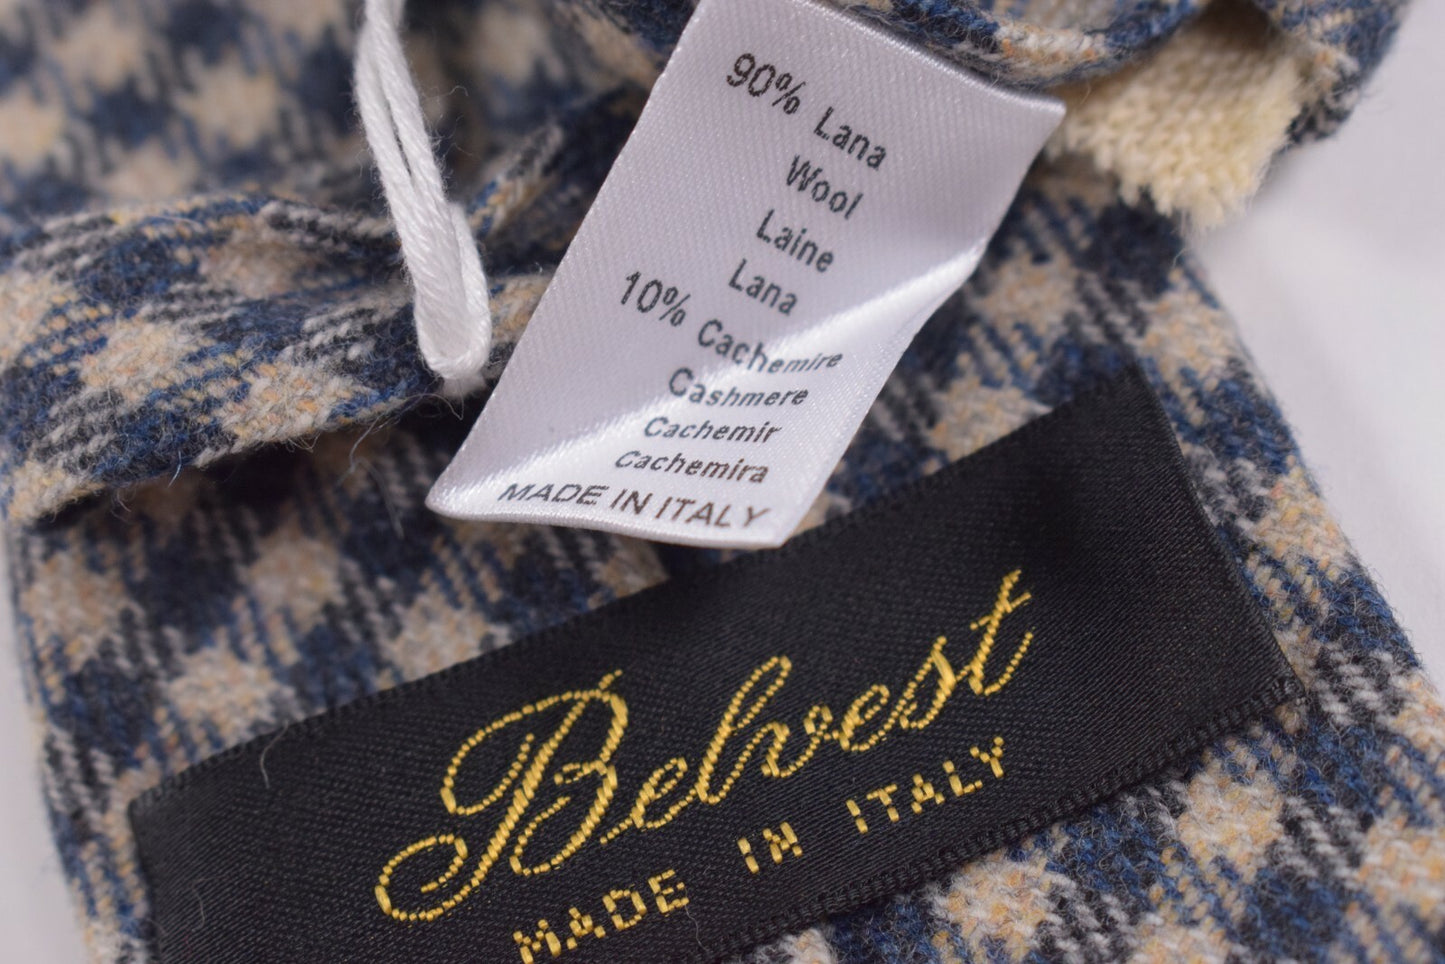 90% Lana
Wool
Laine
Lana
10% Cachemire
Cashmere
Cachemir
Cachemira
MADE IN ITALY
Belvest
MADE IN ITALY